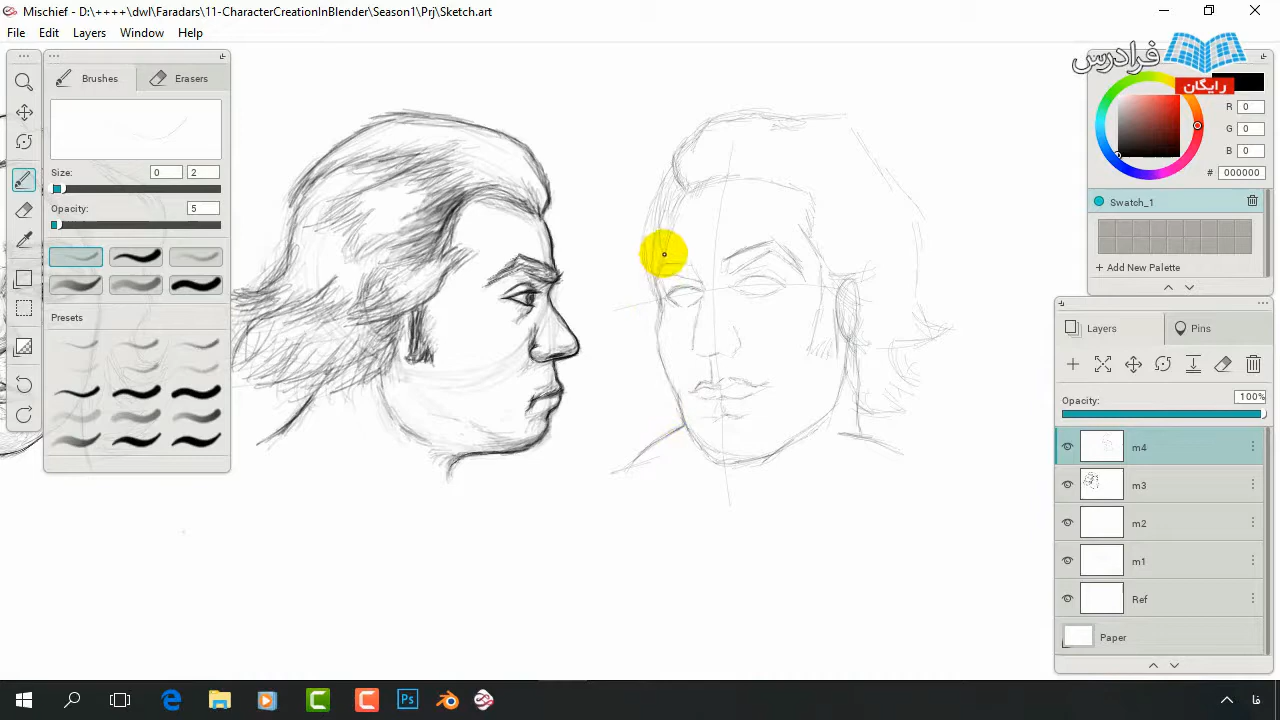 Mischief - D:\++++\dwl\Faradars\11-CharacterCreationInBlender\Season1\Prj\Sketch.art
File Edit Layers Window Help
فرادرس
رایگان
Brushes Erasers
Size: 0 2
Opacity: 5
Presets
R 0
G 0
B 0
# 000000
Swatch_1
+ Add New Palette
Layers Pins
Opacity: 100%
m4
m3
m2
m1
Ref
Paper
Ps
فا